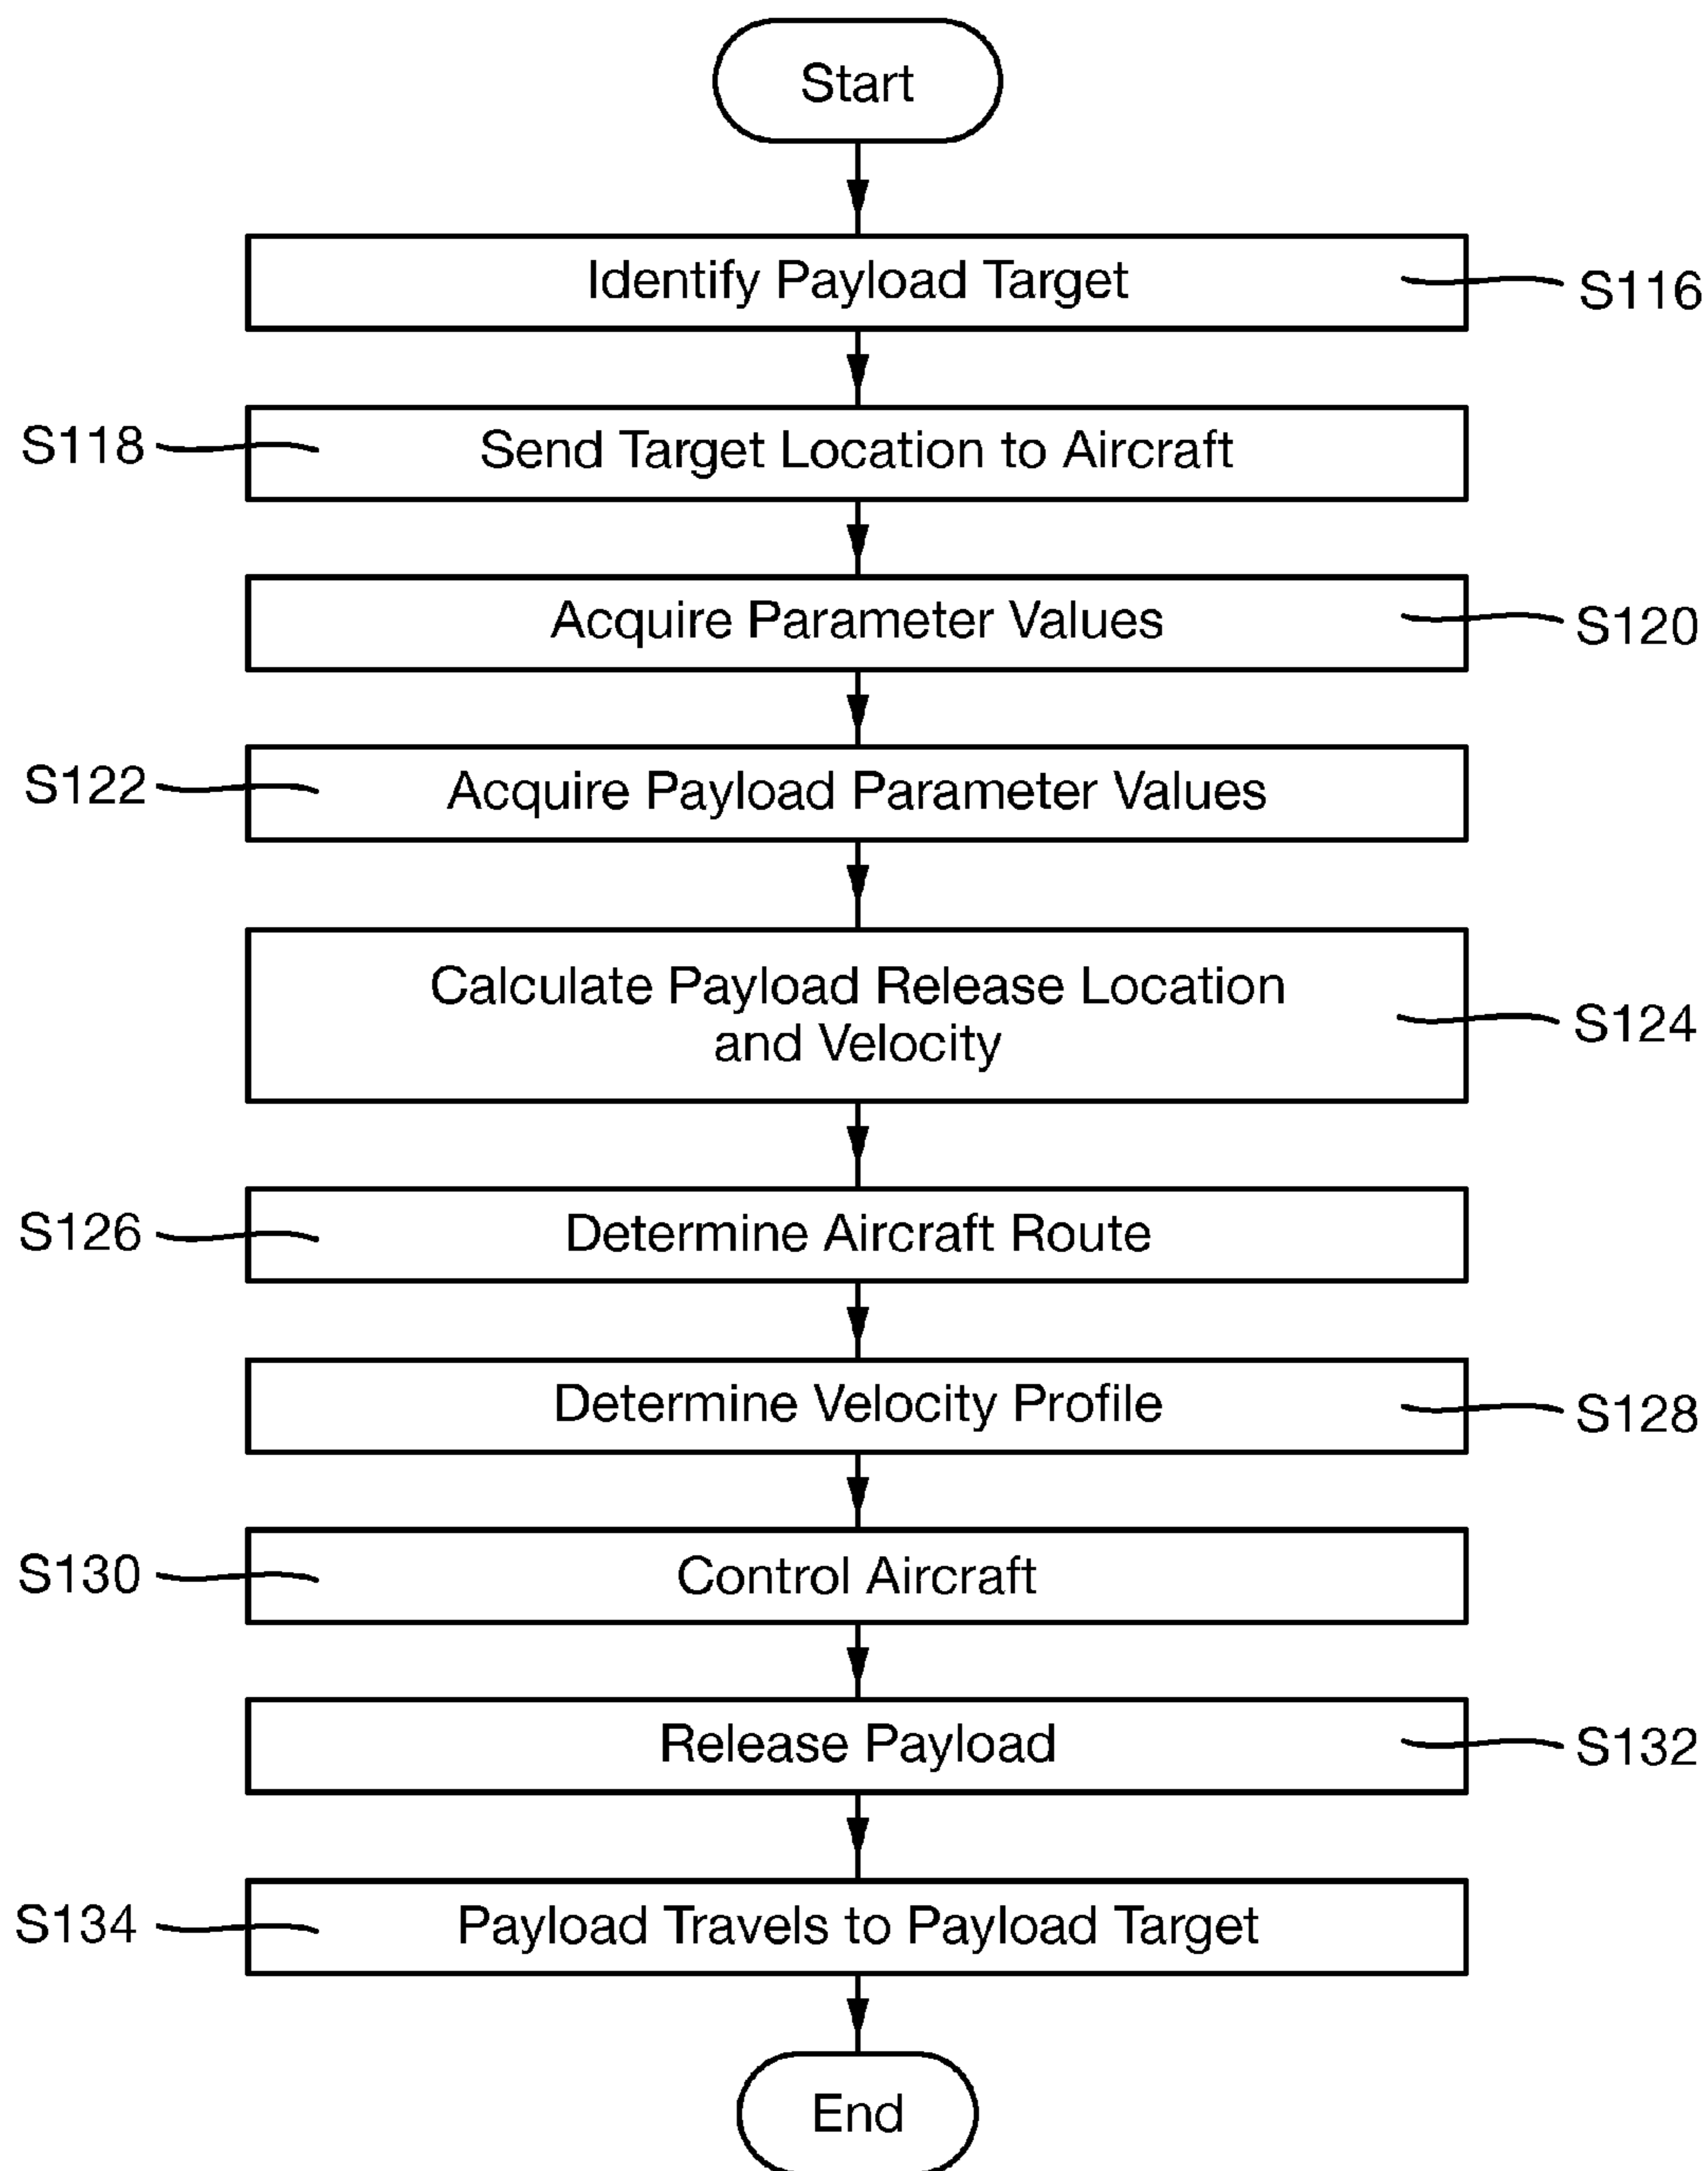 Start
Identify Payload Target
S116
S118
Send Target Location to Aircraft
Acquire Parameter Values
S120
S122
Acquire Payload Parameter Values
Calculate Payload Release Location
and Velocity
S124
S126
Determine Aircraft Route
Determine Velocity Profile
S128
S130
Control Aircraft
Release Payload
S132
S134
Payload Travels to Payload Target
End